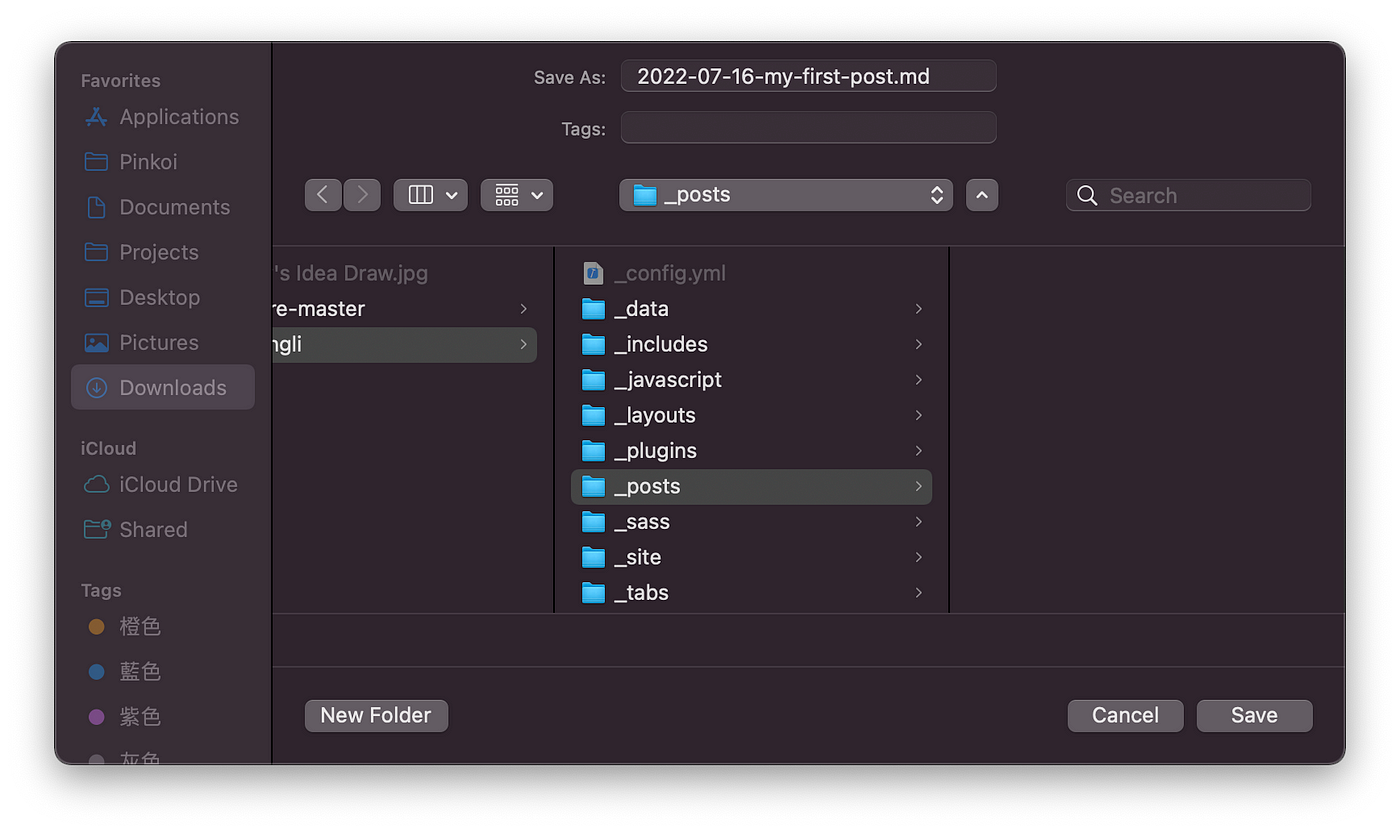 Favorites
Applications
Pinkoi
Documents
Projects
Desktop
Pictures
Downloads
iCloud
iCloud Drive
Shared
Tags
橙色
藍色
紫色
灰色
Save As: 2022-07-16-my-first-post.md
Tags:
_posts
Search
's Idea Draw.jpg
re-master
ngli
_config.yml
_data
_includes
_javascript
_layouts
_plugins
_posts
_sass
_site
_tabs
New Folder
Cancel
Save